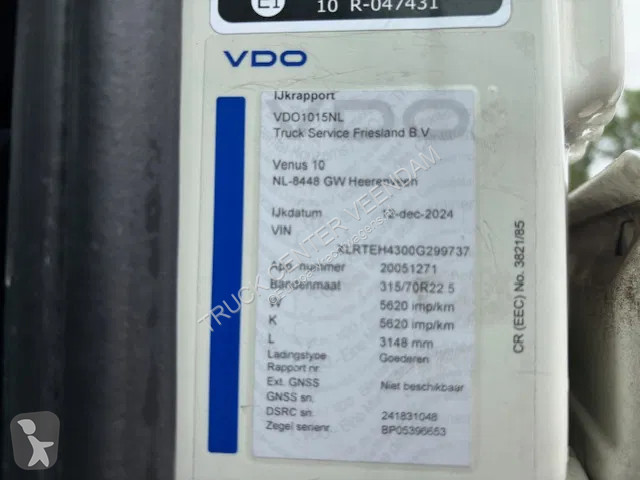 E1
10 R-047431
VDO
IJkrapport
VDO1015NL
Truck Service Friesland B.V.
Venus 10
NL-8448 GW Heerenveen
IJkdatum 12-dec-2024
VIN
XLRTEH4300G299737
App. nummer 20051271
Bandenmaat 315/70R22.5
W 5620 imp/km
K 5620 imp/km
L 3148 mm
Ladingstype Goederen
Rapport nr
Ext. GNSS Niet beschikbaar
GNSS sn.
DSRC sn. 241831048
Zegel serienr. BP05396653
CR (EEC) No. 3821/85
TRUCK CENTER VEENDAM